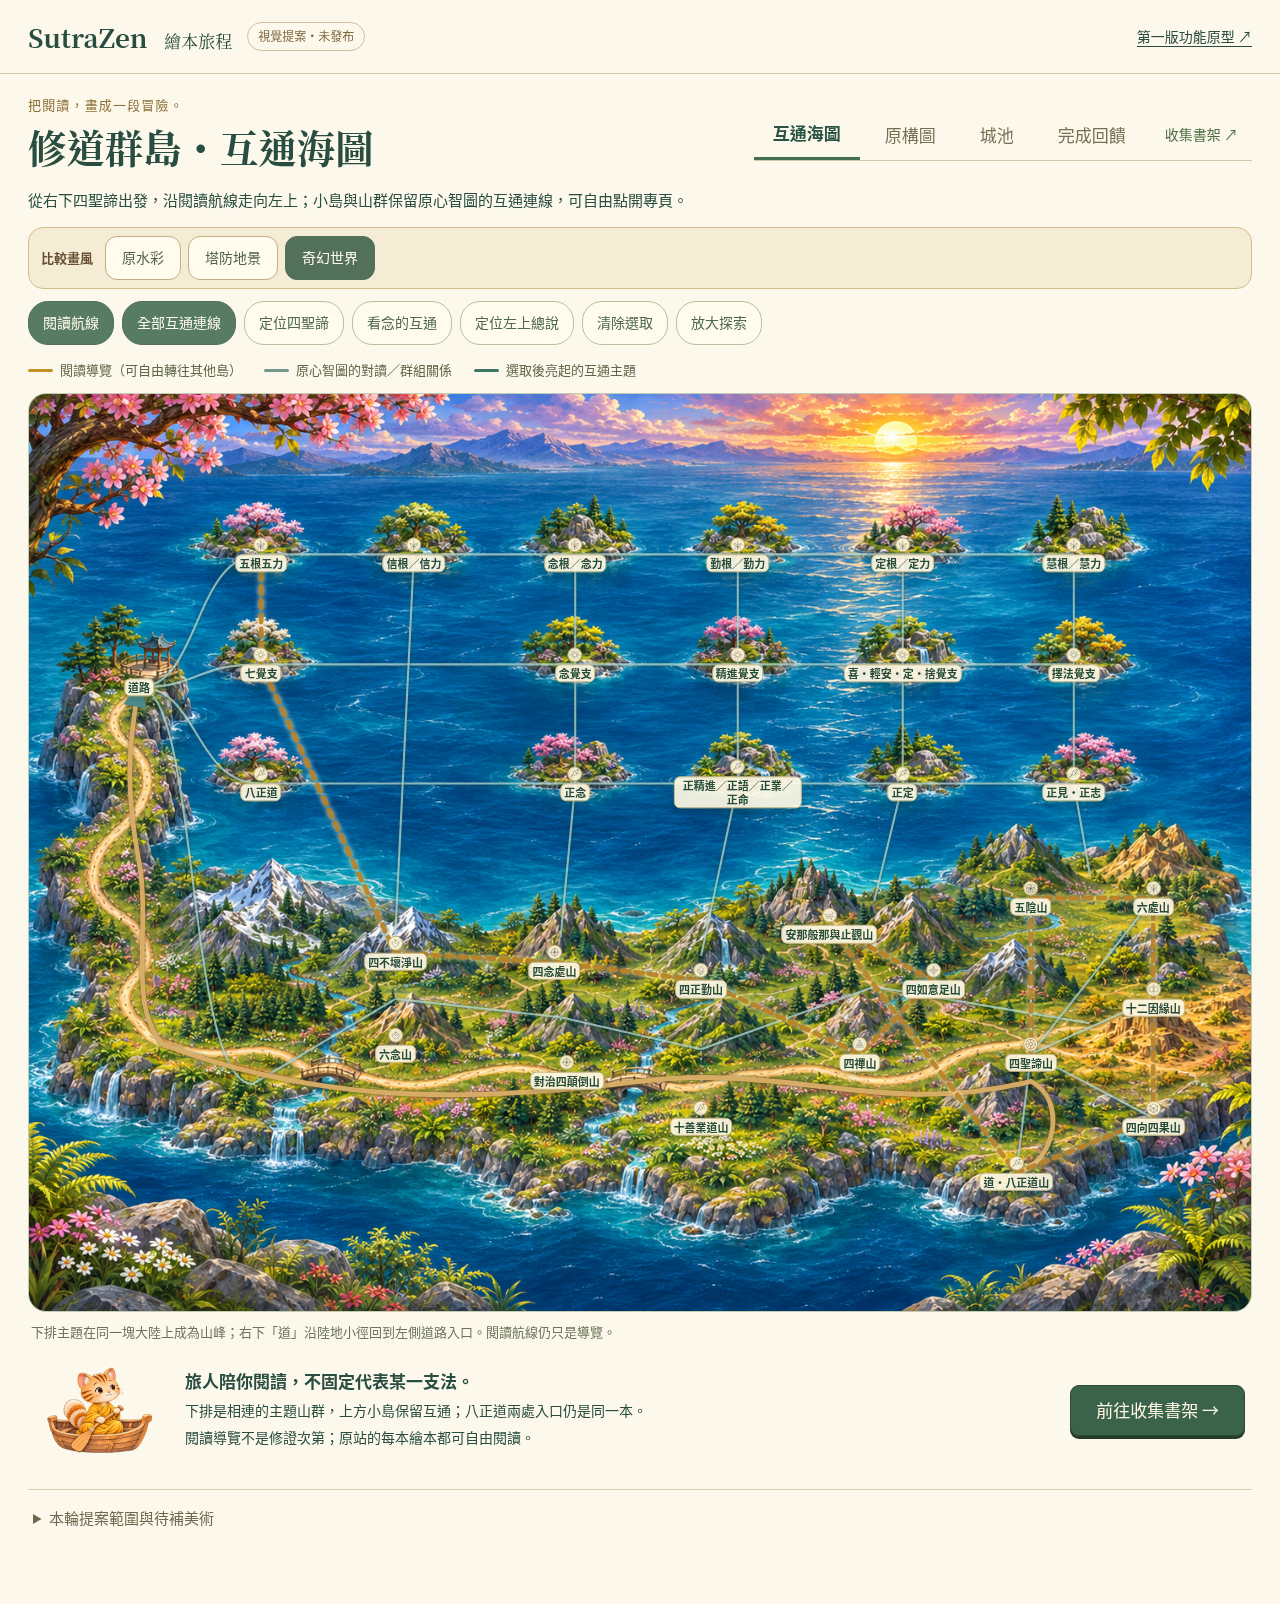 SutraZen 繪本旅程 視覺提案・未發布
第一版功能原型 ↗
把閱讀，畫成一段冒險。
修道群島・互通海圖
互通海圖 原構圖 城池 完成回饋 收集書架 ↗
從右下四聖諦出發，沿閱讀航線走向左上；小島與山群保留原心智圖的互通連線，可自由點開專頁。
比較畫風 原水彩 塔防地景 奇幻世界
閱讀航線 全部互通連線 定位四聖諦 看念的互通 定位左上總說 清除選取 放大探索
閱讀導覽（可自由轉往其他島） 原心智圖的對讀／群組關係 選取後亮起的互通主題
五根五力 信根／信力 念根／念力 勤根／勤力 定根／定力 慧根／慧力
七覺支 念覺支 精進覺支 喜・輕安・定・捨覺支 擇法覺支
道路
八正道 正念 正精進／正語／正業／
正命 正定 正見・正志
五陰山 六處山
安那般那與止觀山
四不壞淨山 四念處山 四正勤山 四如意足山
十二因緣山
六念山 四禪山 四聖諦山
對治四顛倒山
十善業道山 四向四果山
道・八正道山
下排主題在同一塊大陸上成為山峰；右下「道」沿陸地小徑回到左側道路入口。閱讀航線仍只是導覽。
旅人陪你閱讀，不固定代表某一支法。
下排是相連的主題山群，上方小島保留互通；八正道兩處入口仍是同一本。
閱讀導覽不是修證次第；原站的每本繪本都可自由閱讀。
前往收集書架 →
▶ 本輪提案範圍與待補美術